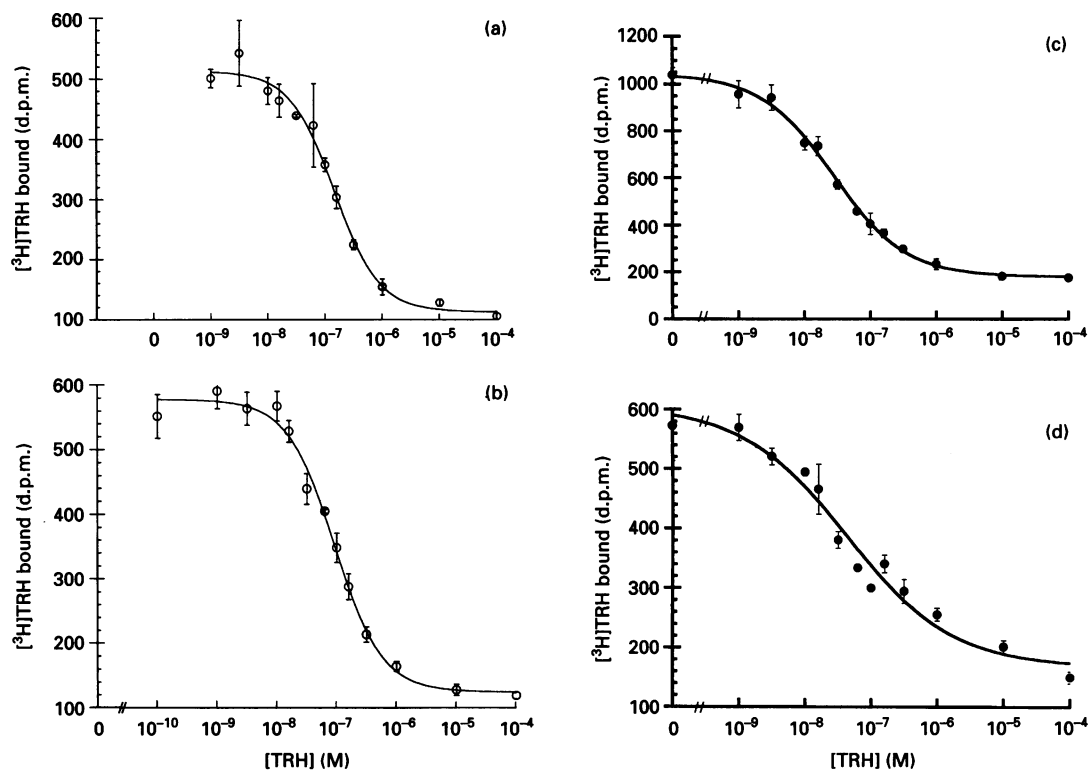 (a)
[³H]TRH bound (d.p.m.)
600
500
400
300
200
100
0 10⁻⁹ 10⁻⁸ 10⁻⁷ 10⁻⁶ 10⁻⁵ 10⁻⁴
(b)
[³H]TRH bound (d.p.m.)
600
500
400
300
200
100
0 10⁻¹⁰ 10⁻⁹ 10⁻⁸ 10⁻⁷ 10⁻⁶ 10⁻⁵ 10⁻⁴
[TRH] (M)
(c)
[³H]TRH bound (d.p.m.)
1200
1000
800
600
400
200
0
0 10⁻⁹ 10⁻⁸ 10⁻⁷ 10⁻⁶ 10⁻⁵ 10⁻⁴
(d)
[³H]TRH bound (d.p.m.)
600
500
400
300
200
100
0 10⁻⁹ 10⁻⁸ 10⁻⁷ 10⁻⁶ 10⁻⁵ 10⁻⁴
[TRH] (M)